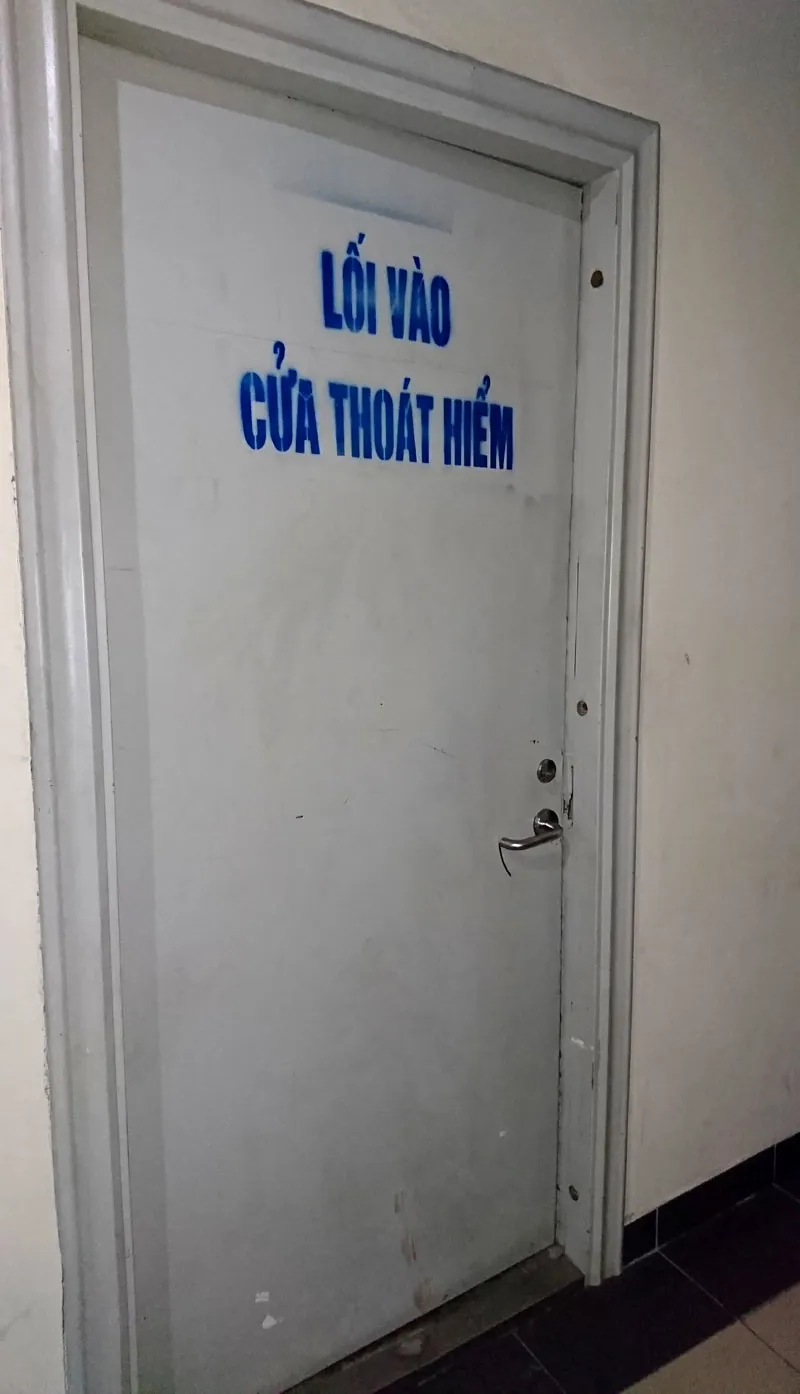 LỐI VÀO
CỬA THOÁT HIỂM